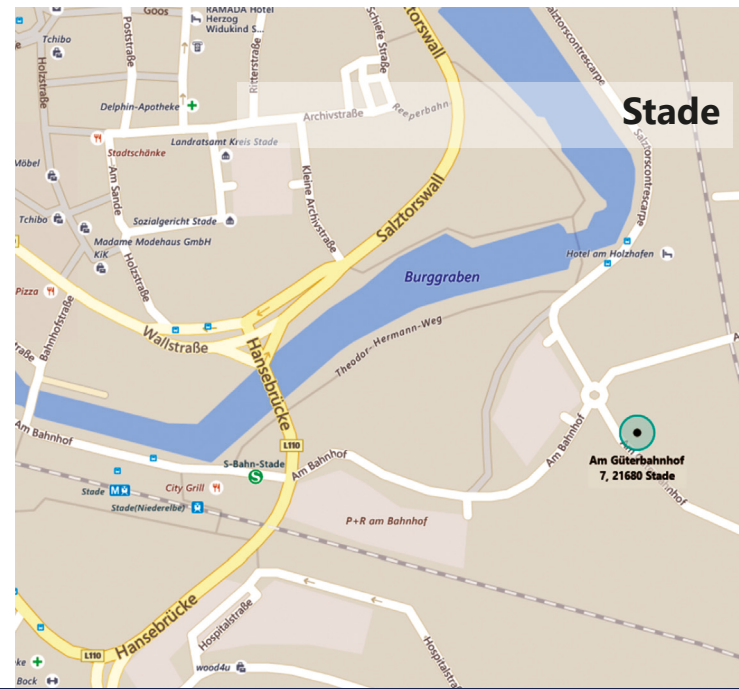 Goos
RAMADA Hotel
Herzog
Widukind S...
Tchibo
Holzstraße
Poststraße
Ritterstraße
Schiefe Straße
Salztorscontrescarpe
Stade
Delphin-Apotheke
Archivstraße
Reeperbahn
Stadtschänke
Landratsamt Kreis Stade
Salztorscontrescarpe
Möbel
Am Sande
Kleine Archivstraße
Salztorswall
Tchibo
Sozialgericht Stade
Madame Modehaus GmbH
KiK
Holzstraße
Hotel am Holzhafen
Burggraben
Pizza
Bahnhofstraße
Wallstraße
Theodor-Hermann-Weg
Hansebrücke
Am Bahnhof
L110
S-Bahn-Stade
S
Am Bahnhof
Am Bahnhof
Am Güterbahnhof
7, 21680 Stade
Stade
M
City Grill
Stade(Niederelbe)
P+R am Bahnhof
Hansebrücke
L110
Hospitalstraße
wood4u
Bock